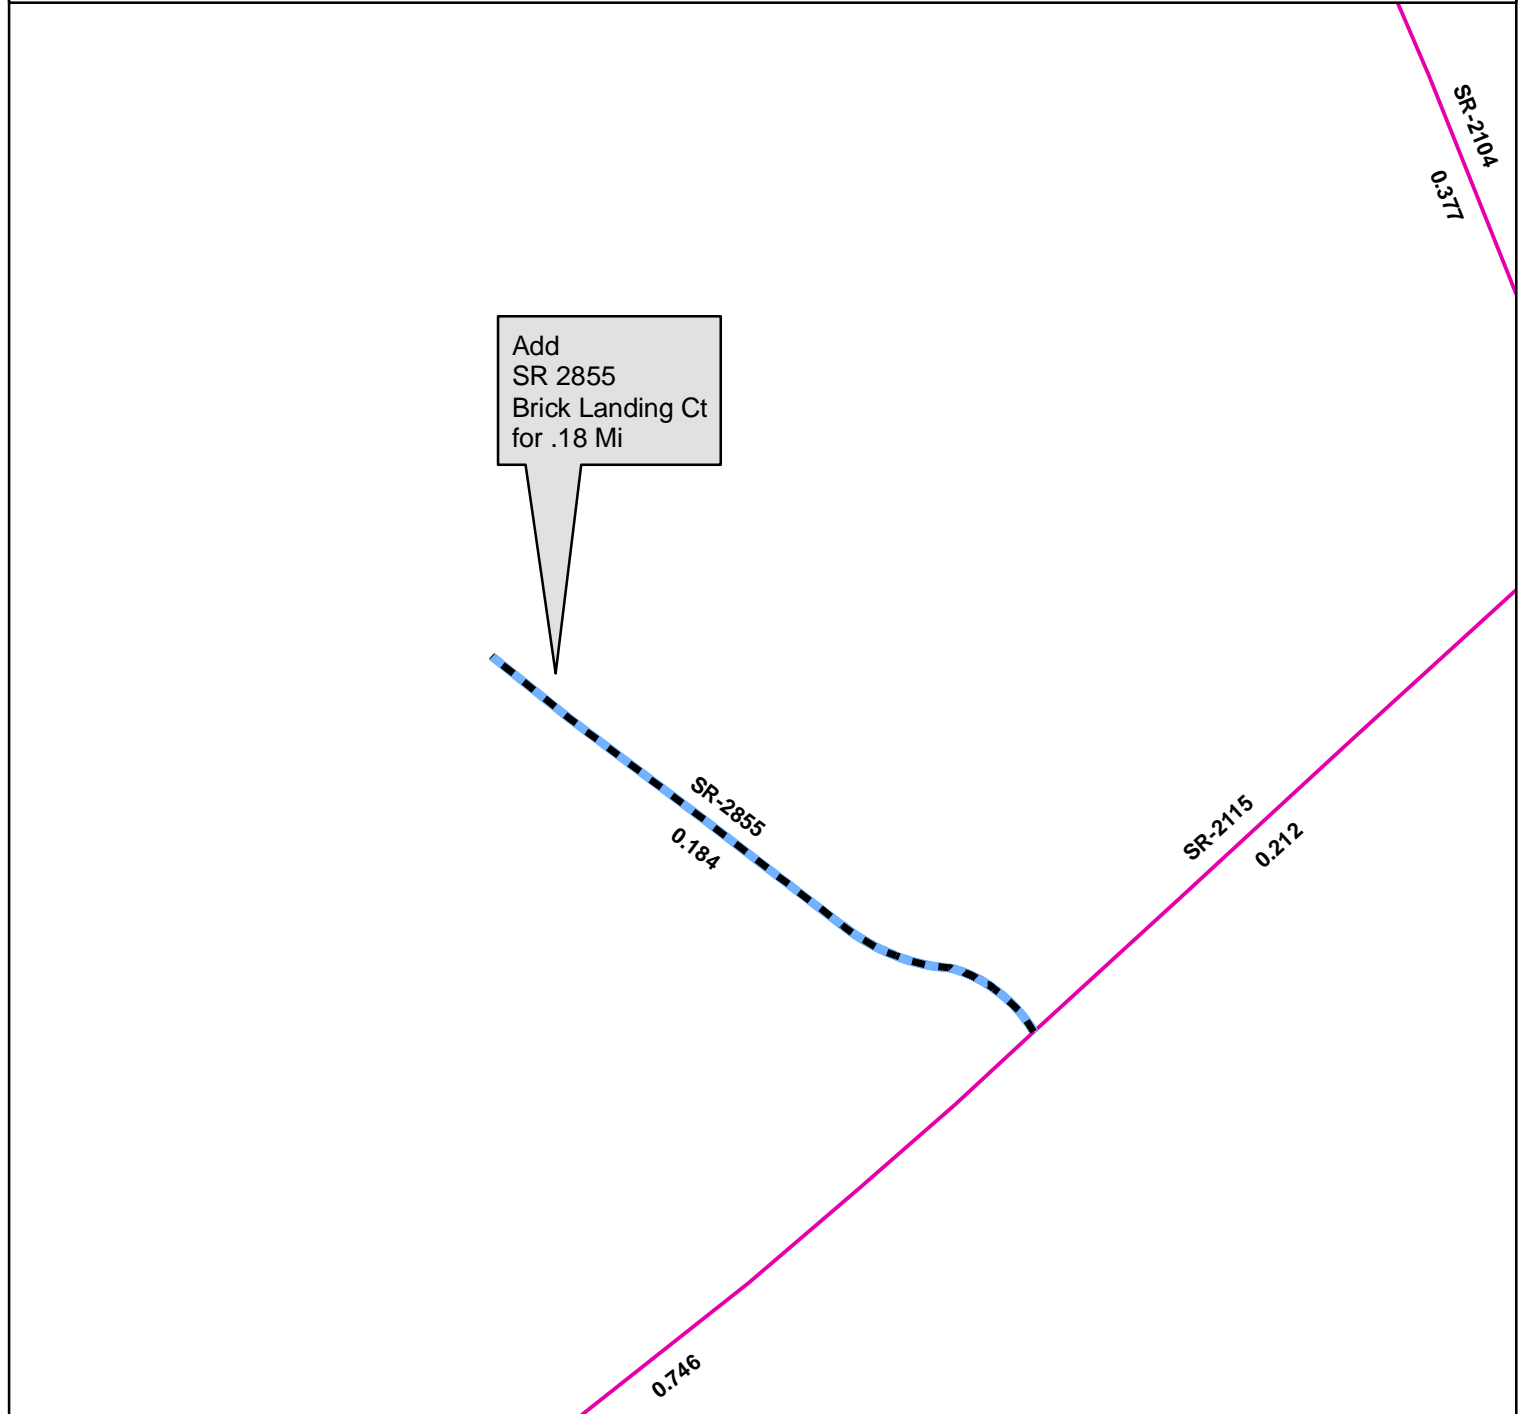 SR-2104
0.377
Add
SR 2855
Brick Landing Ct
for .18 Mi
SR-2855
0.184
SR-2115
0.212
0.746